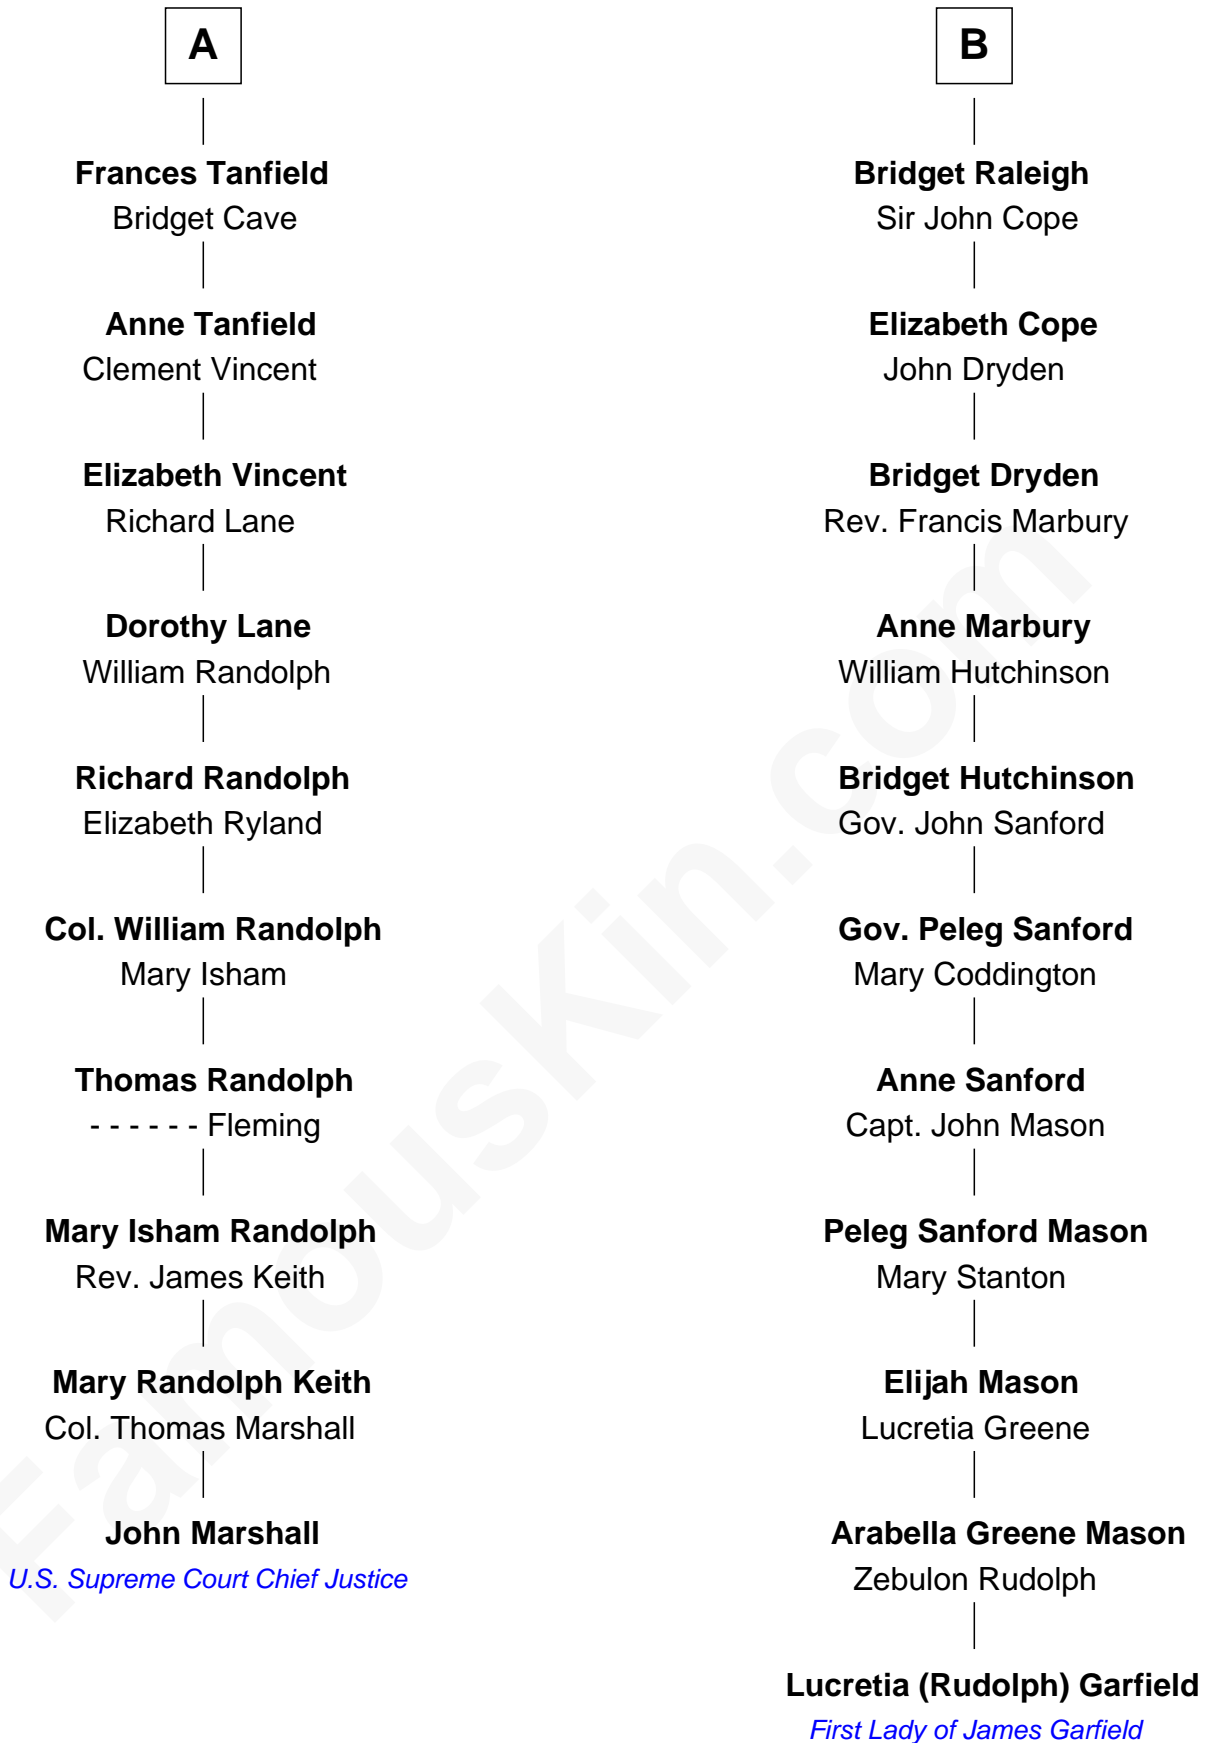 A
Frances Tanfield
Bridget Cave
Anne Tanfield
Clement Vincent
Elizabeth Vincent
Richard Lane
Dorothy Lane
William Randolph
Richard Randolph
Elizabeth Ryland
Col. William Randolph
Mary Isham
Thomas Randolph
- - - - - - Fleming
Mary Isham Randolph
Rev. James Keith
Mary Randolph Keith
Col. Thomas Marshall
John Marshall
U.S. Supreme Court Chief Justice
B
Bridget Raleigh
Sir John Cope
Elizabeth Cope
John Dryden
Bridget Dryden
Rev. Francis Marbury
Anne Marbury
William Hutchinson
Bridget Hutchinson
Gov. John Sanford
Gov. Peleg Sanford
Mary Coddington
Anne Sanford
Capt. John Mason
Peleg Sanford Mason
Mary Stanton
Elijah Mason
Lucretia Greene
Arabella Greene Mason
Zebulon Rudolph
Lucretia (Rudolph) Garfield
First Lady of James Garfield
FamousKin.com